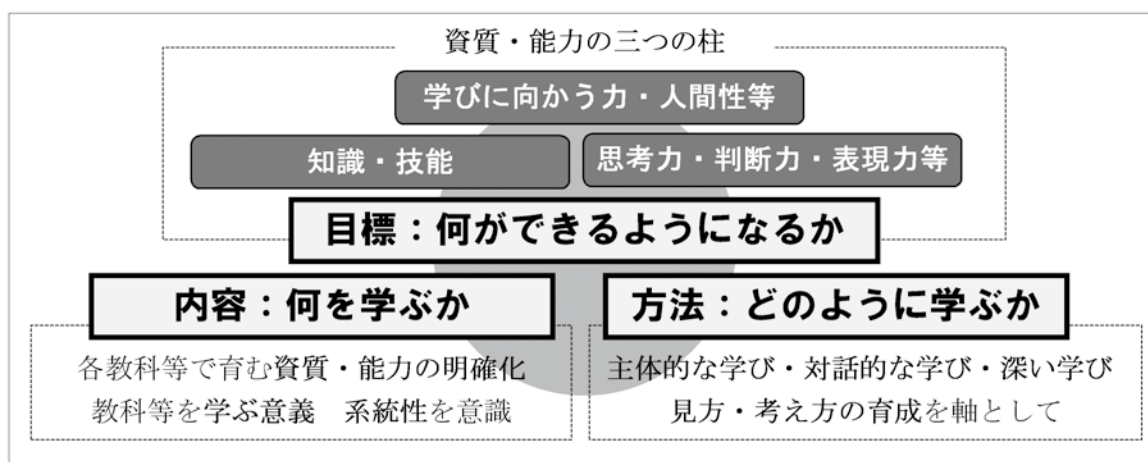 資質・能力の三つの柱
学びに向かう力・人間性等
知識・技能
思考力・判断力・表現力等
目標：何ができるようになるか
内容：何を学ぶか
各教科等で育む資質・能力の明確化
教科等を学ぶ意義　系統性を意識
方法：どのように学ぶか
主体的な学び・対話的な学び・深い学び
見方・考え方の育成を軸として